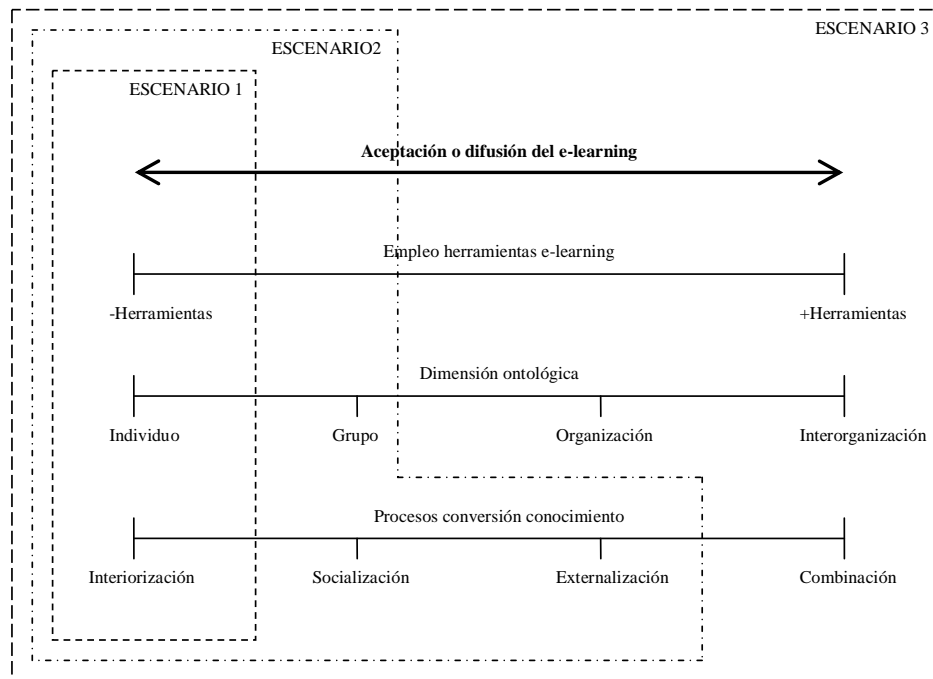 ESCENARIO 3
ESCENARIO2
ESCENARIO 1
Aceptación o difusión del e-learning
Empleo herramientas e-learning
-Herramientas
+Herramientas
Dimensión ontológica
Individuo
Grupo
Organización
Interorganización
Procesos conversión conocimiento
Interiorización
Socialización
Externalización
Combinación